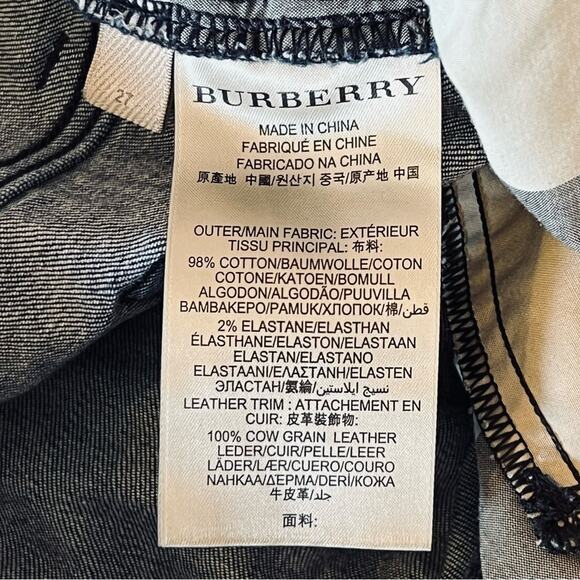 27
BURBERRY
MADE IN CHINA
FABRIQUÉ EN CHINE
FABRICADO NA CHINA
原產地 中國/원산지 중국/原产地 中国
OUTER/MAIN FABRIC: EXTÉRIEUR
TISSU PRINCIPAL: 布料:
98% COTTON/BAUMWOLLE/COTON
COTONE/KATOEN/BOMULL
ALGODON/ALGODÃO/PUUVILLA
ΒΑΜΒΑΚΕΡΟ/PAMUK/ХЛОПОК/棉/قطن
2% ELASTANE/ELASTHAN
ÉLASTHANE/ELASTON/ELASTAAN
ELASTAN/ELASTANO
ELASTAANI/ΕΛΑΣΤΑΝΗ/ELASTEN
ЭЛАСТАН/氨綸/نسيج ايلاستين
LEATHER TRIM : ATTACHEMENT EN
CUIR: 皮革裝飾物:
100% COW GRAIN LEATHER
LEDER/CUIR/PELLE/LEER
LÄDER/LÆR/CUERO/COURO
NAHKAA/ΔΕΡΜΑ/DERİ/КОЖА
牛皮革/جلد
面料: